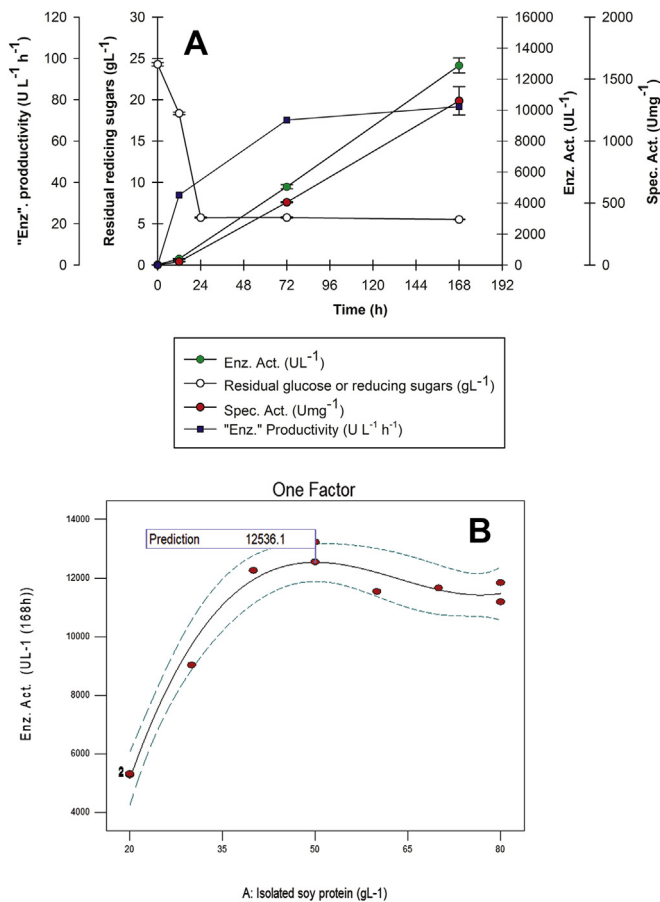 A
"Enz". prodductivity (U L-1 h-1)
120
100
80
60
40
20
0
Residual redicing sugars (gL-1)
30
25
20
15
10
5
0
16000
14000
12000
10000
8000
6000
4000
2000
0
Enz. Act. (UL-1)
2000
1500
1000
500
0
Spec. Act. (Umg-1)
0 24 48 72 96 120 144 168 192
Time (h)
Enz. Act. (UL-1)
Residual glucose or reducing sugars (gL-1)
Spec. Act. (Umg-1)
"Enz." Productivity (U L-1 h-1)
One Factor
B
Prediction 12536.1
Enz. Act. (UL-1 (168h))
14000
12000
10000
8000
6000
4000
2
20 35 50 65 80
A: Isolated soy protein (gL-1)